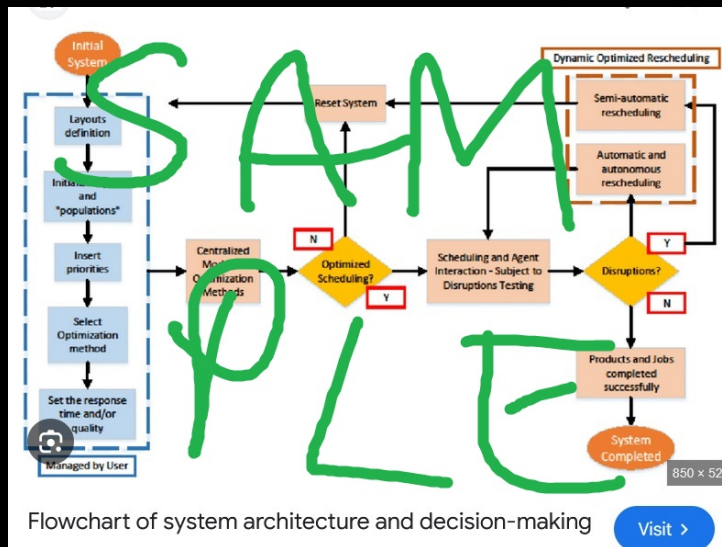 Initial
System
Dynamic Optimized Rescheduling
Layouts
definition
Reset System
Semi-automatic
rescheduling
and
"populations"
Automatic and
autonomous
rescheduling
Insert
priorities
Centralized
Optimization
Methods
N
Optimized
Scheduling?
Y
Scheduling and Agent
Interaction - Subject to
Disruptions Testing
Disruptions?
Y
N
Select
Optimization
method
Set the response
time and/or
quality
Managed by User
Products and Jobs
completed
successfully
System
Completed
SAM
PLE
850 × 52
Flowchart of system architecture and decision-making
Visit >